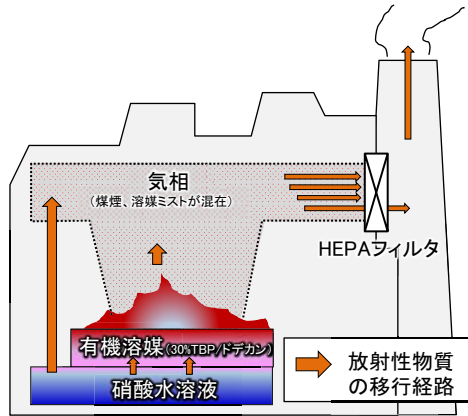 気相
(煤煙、溶媒ミストが混在)
HEPAフィルタ
有機溶媒(30%TBP/ドデカン)
硝酸水溶液
放射性物質
の移行経路